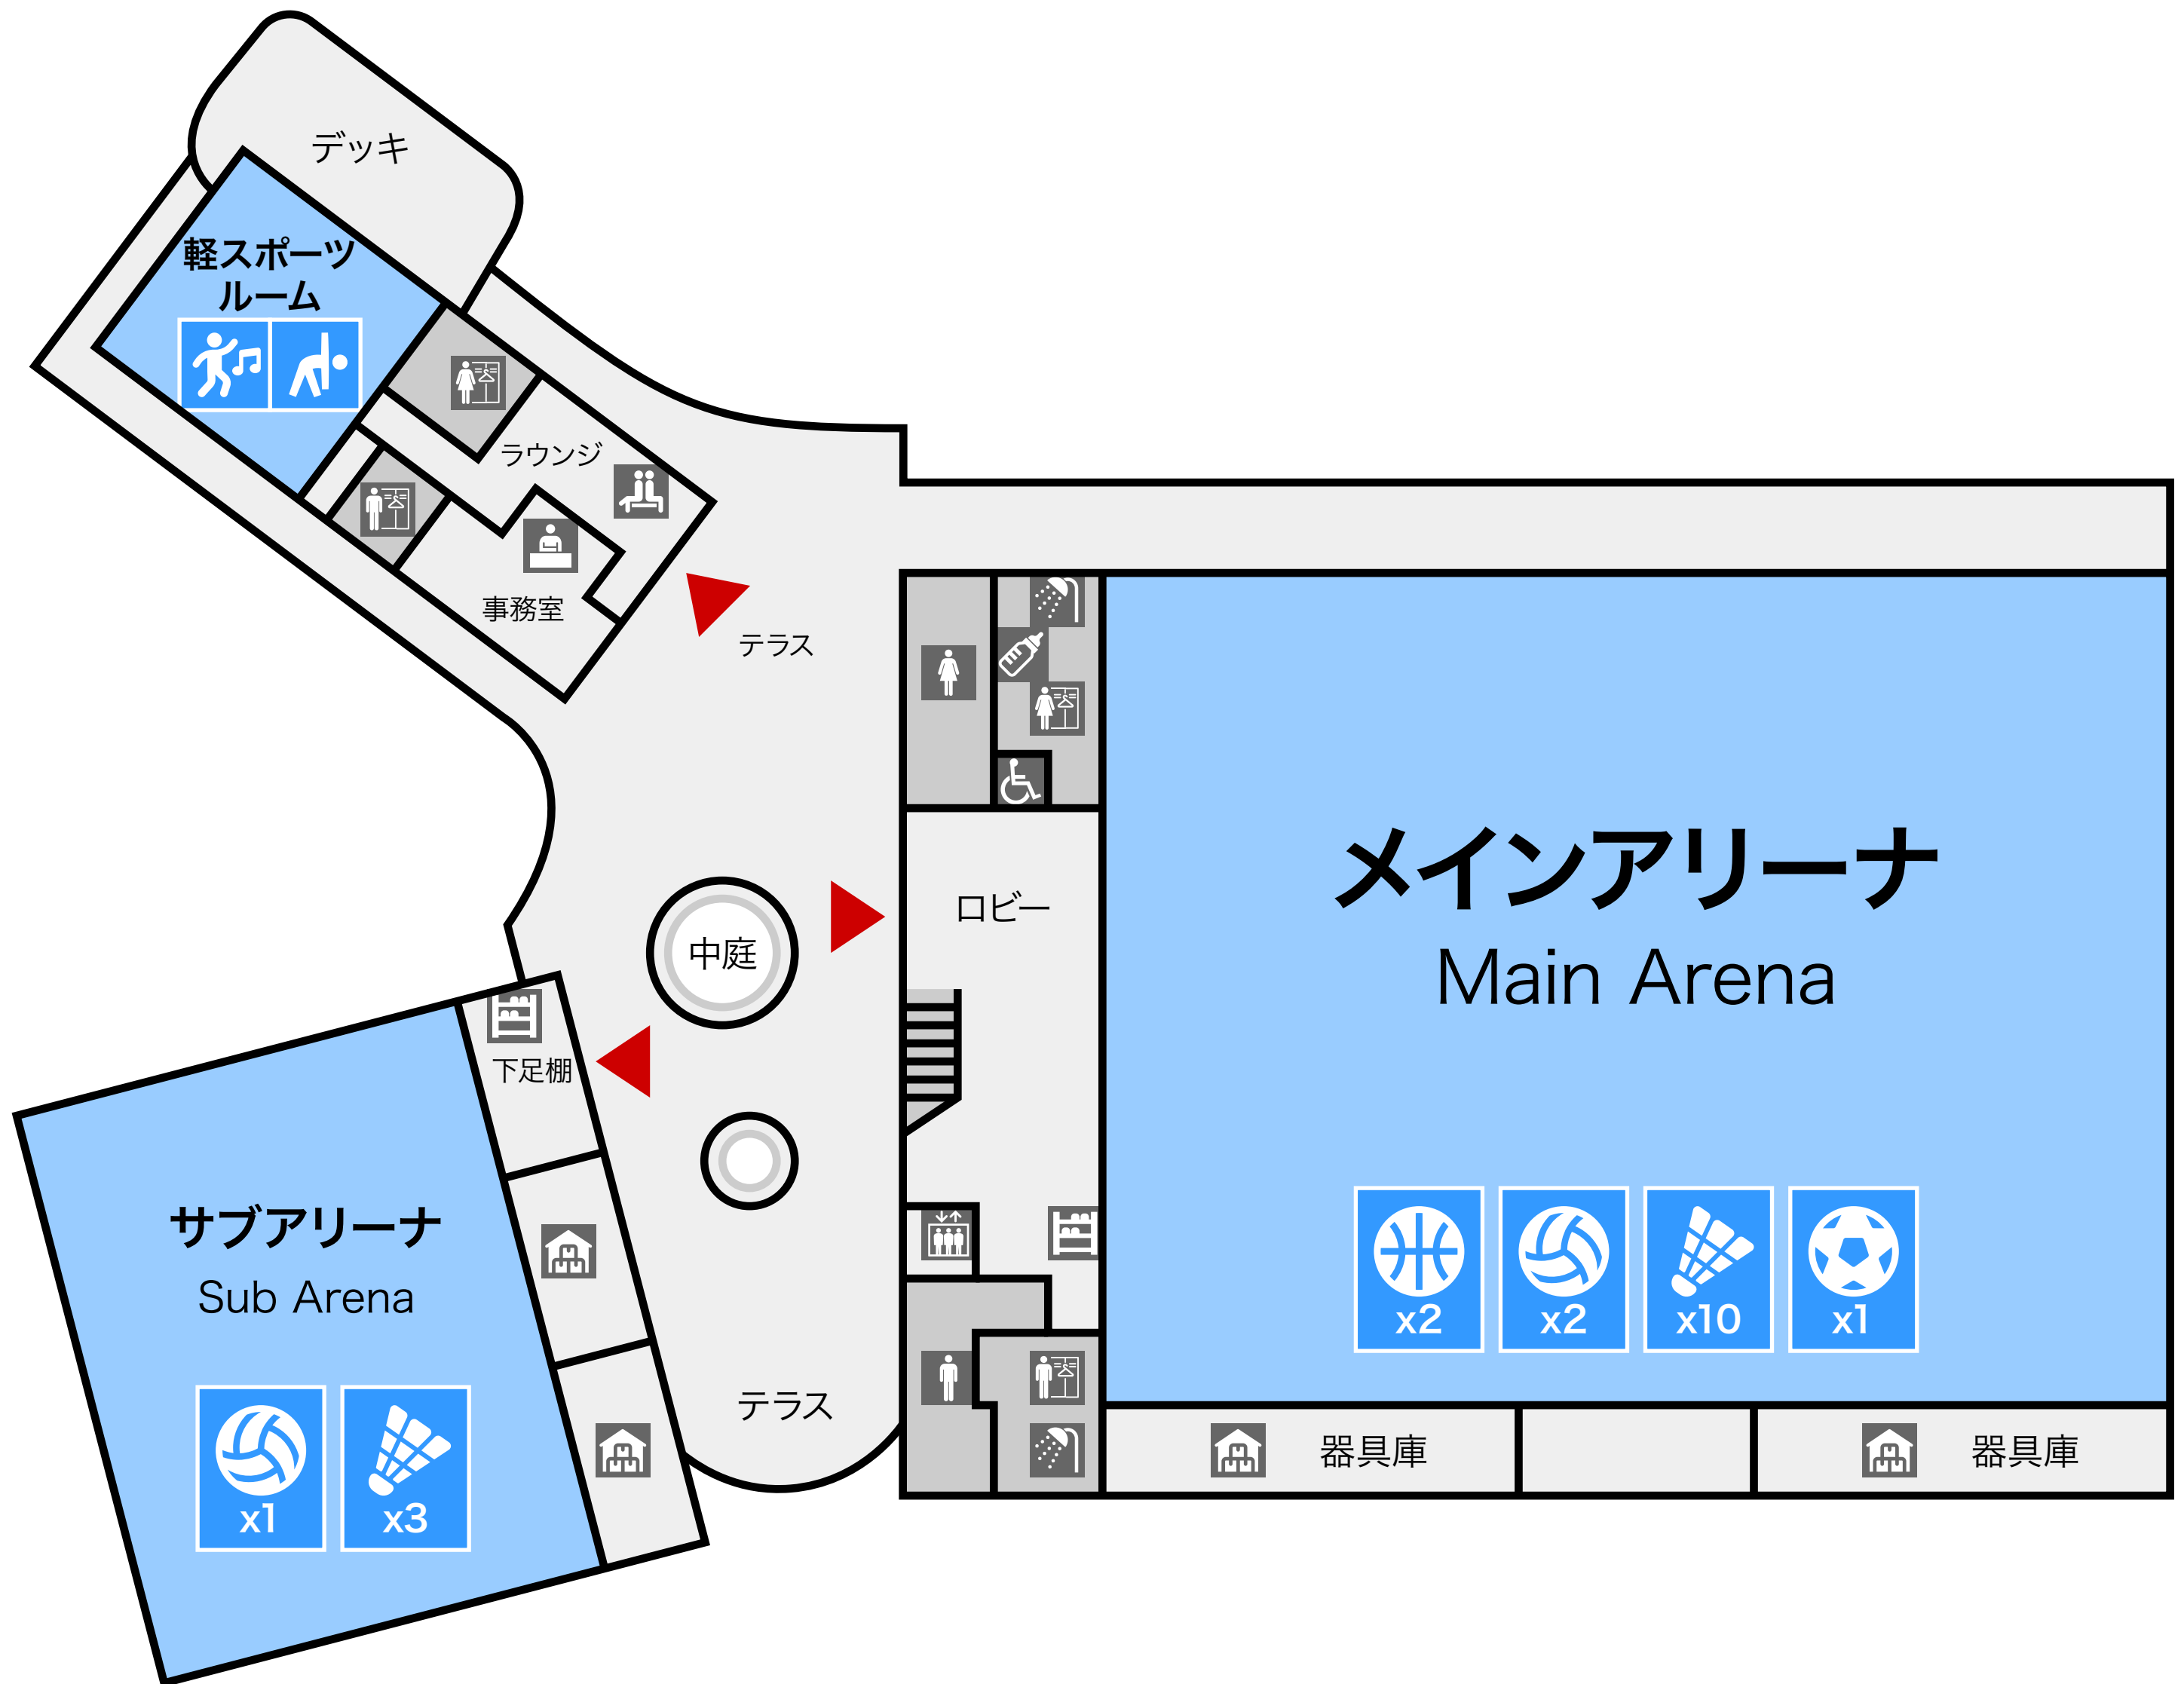 デッキ
軽スポーツ
ルーム
ラウンジ
事務室
テラス
ロビー
中庭
下足棚
メインアリーナ
Main Arena
サブアリーナ
Sub Arena
x2
x2
x10
x1
テラス
器具庫
器具庫
x1
x3